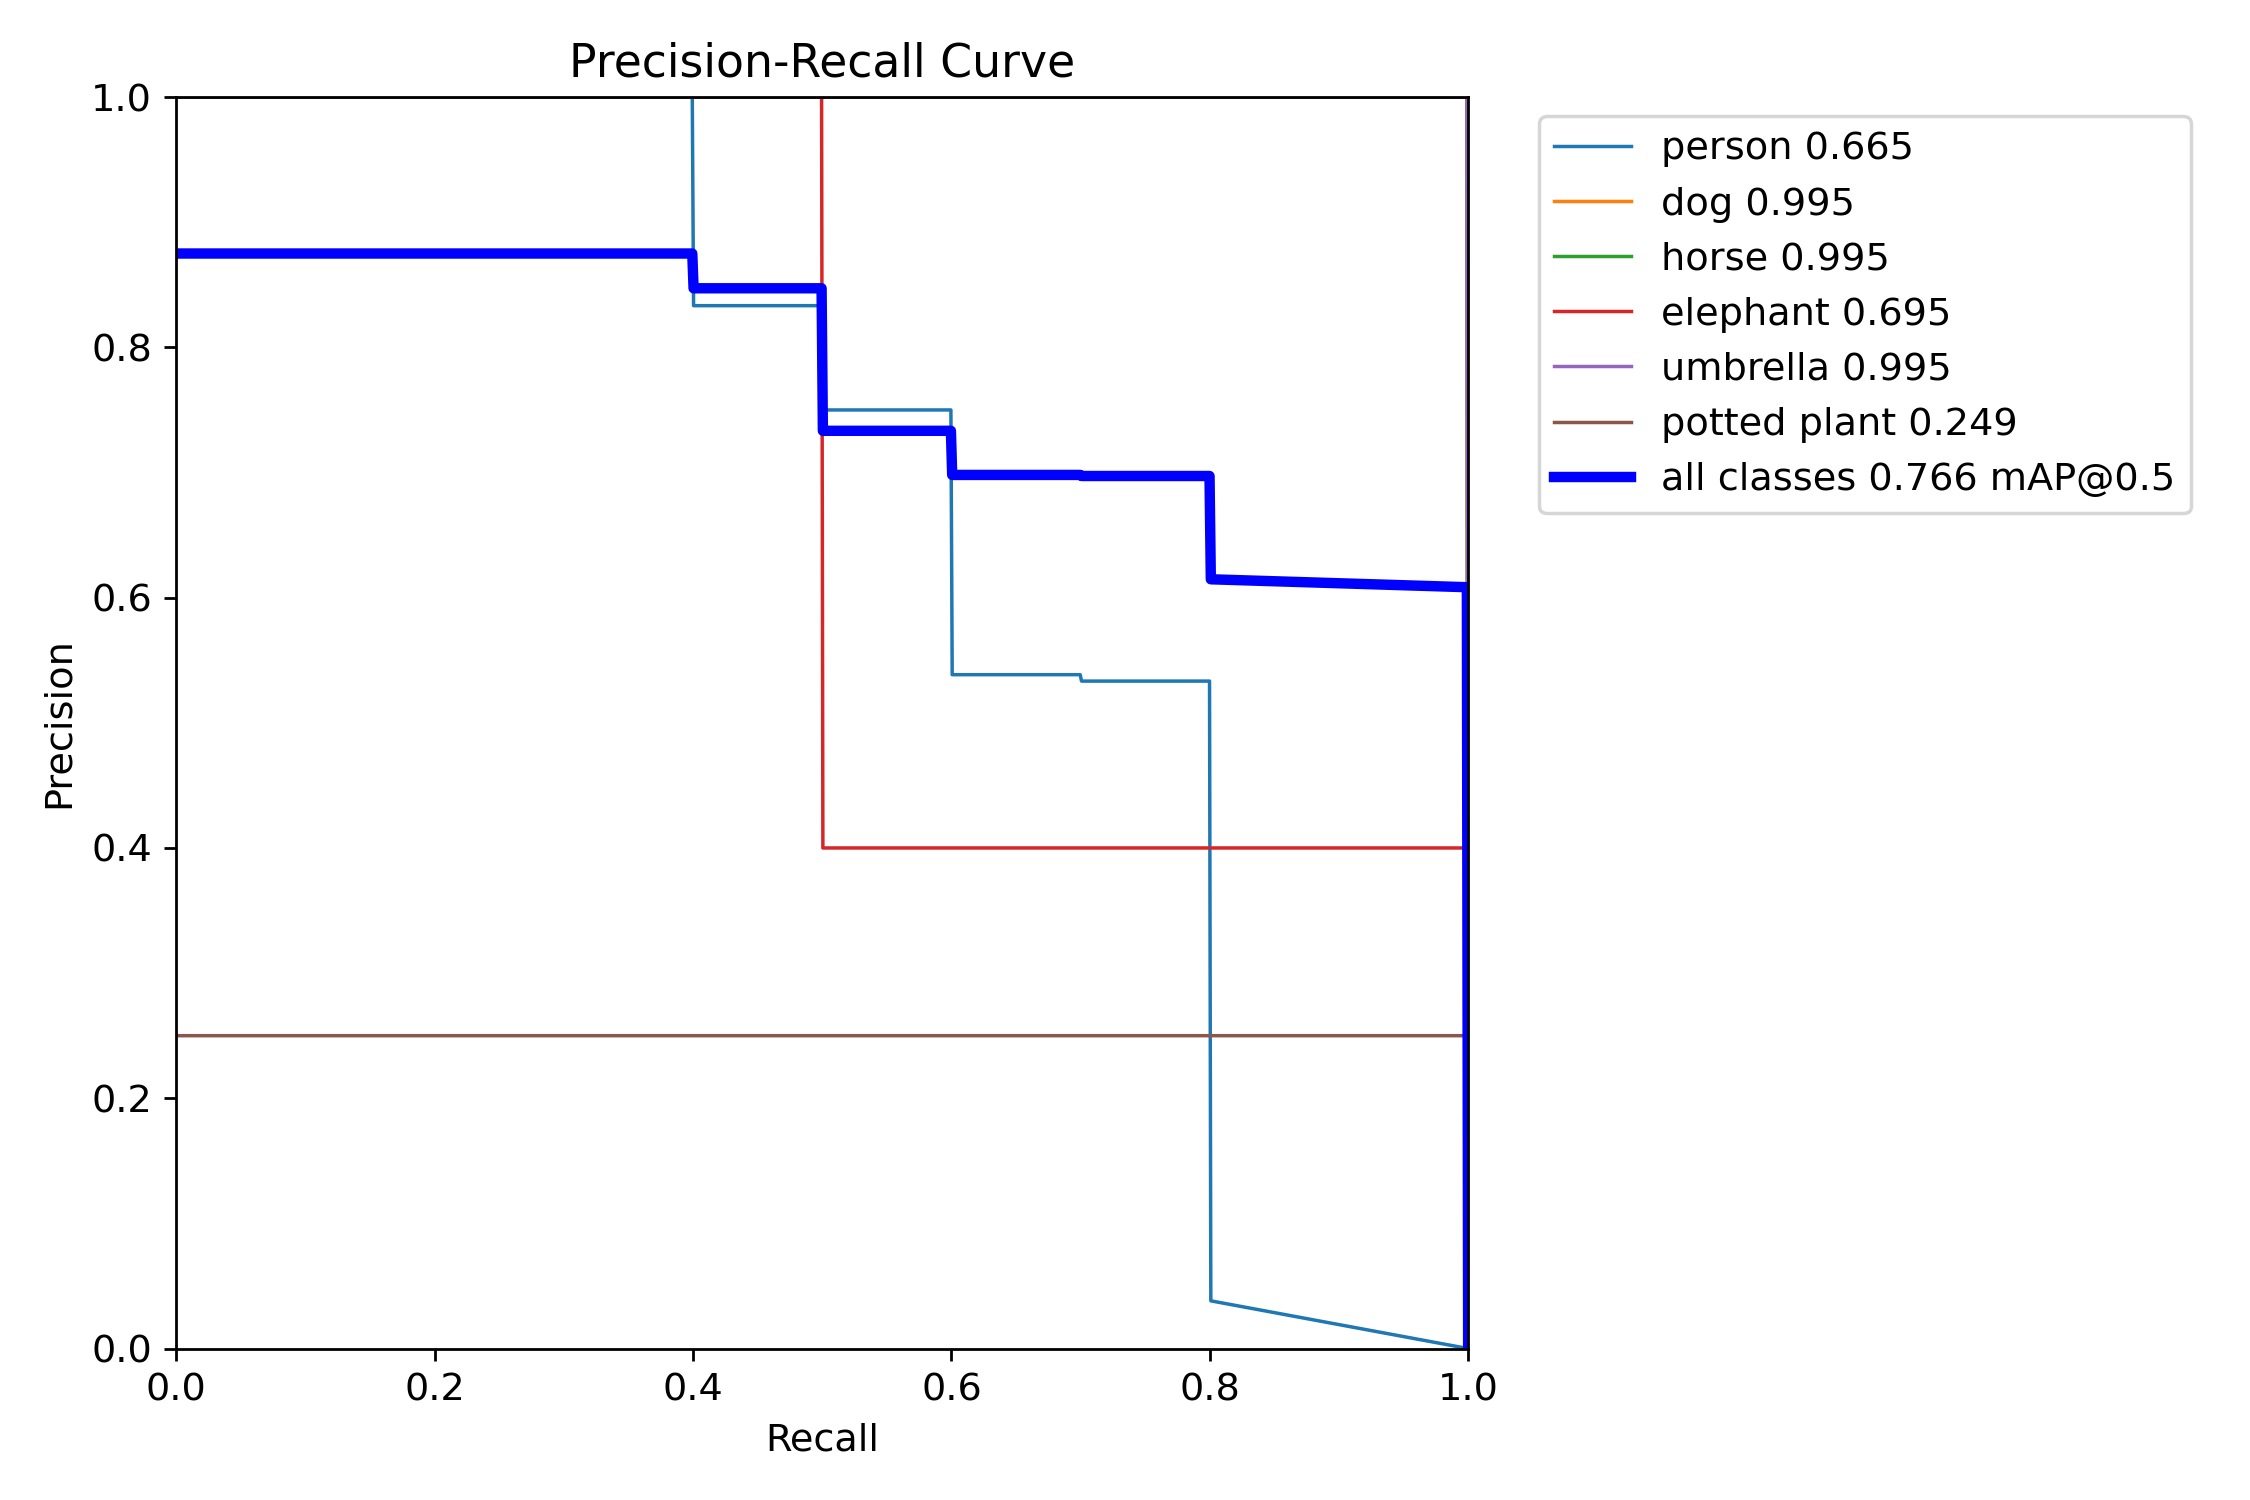 Precision-Recall Curve
1.0
0.8
0.6
0.4
0.2
0.0
Precision
0.0 0.2 0.4 0.6 0.8 1.0
Recall
person 0.665
dog 0.995
horse 0.995
elephant 0.695
umbrella 0.995
potted plant 0.249
all classes 0.766 mAP@0.5